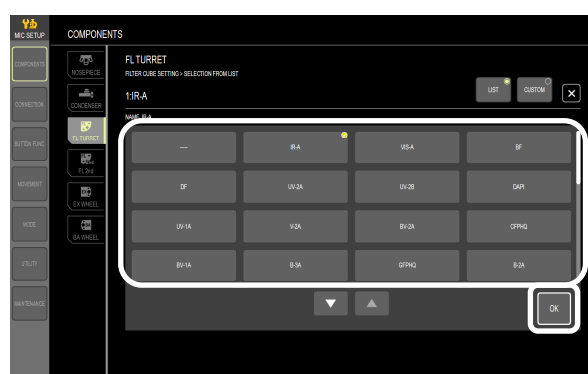 MIC SETUP
COMPONENTS
COMPONENTS
CONNECTION
BUTTON FUNC.
MOVEMENT
MODE
UTILITY
MAINTENANCE
NOSEPIECE
CONDENSER
FL TURRET
FL 2nd
EX WHEEL
BA WHEEL
FL TURRET
FILTER CUBE SETTING > SELECTION FROM LIST
1:IR-A
LIST CUSTOM
NAME IR-A
--- IR-A VIS-A BF
DF UV-2A UV-2B DAPI
UV-1A V-2A BV-2A CFPHQ
BV-1A B-3A GFPHQ B-2A
OK